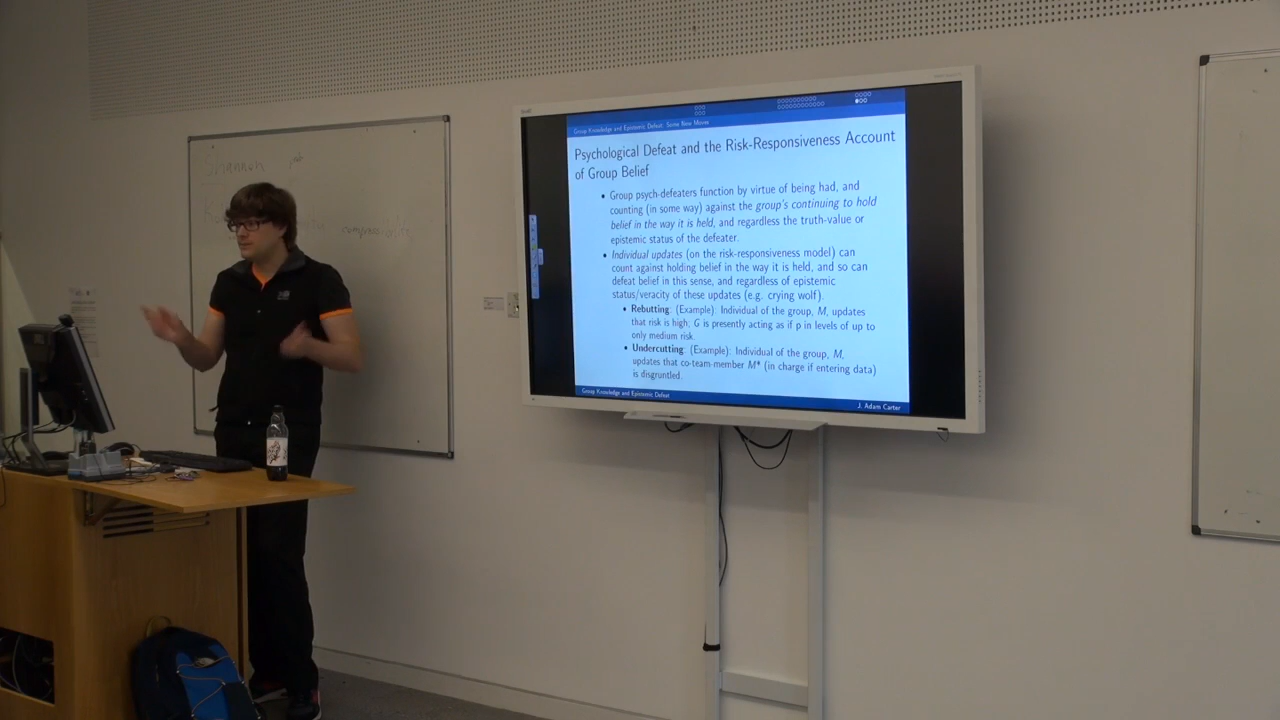 Shannon
Group Knowledge and Epistemic Defeat: Some New Moves
Psychological Defeat and the Risk-Responsiveness Account
of Group Belief
• Group psych-defeaters function by virtue of being had, and
counting (in some way) against the group's continuing to hold
belief in the way it is held, and regardless the truth-value or
epistemic status of the defeater.
• Individual updates (on the risk-responsiveness model) can
count against holding belief in the way it is held, and so can
defeat belief in this sense, and regardless of epistemic
status/veracity of these updates (e.g. crying wolf).
• Rebutting: (Example): Individual of the group, M, updates
that risk is high; G is presently acting as if p in levels of up to
only medium risk.
• Undercutting: (Example): Individual of the group, M,
updates that co-team-member M* (in charge if entering data)
is disgruntled.
Group Knowledge and Epistemic Defeat
J. Adam Carter